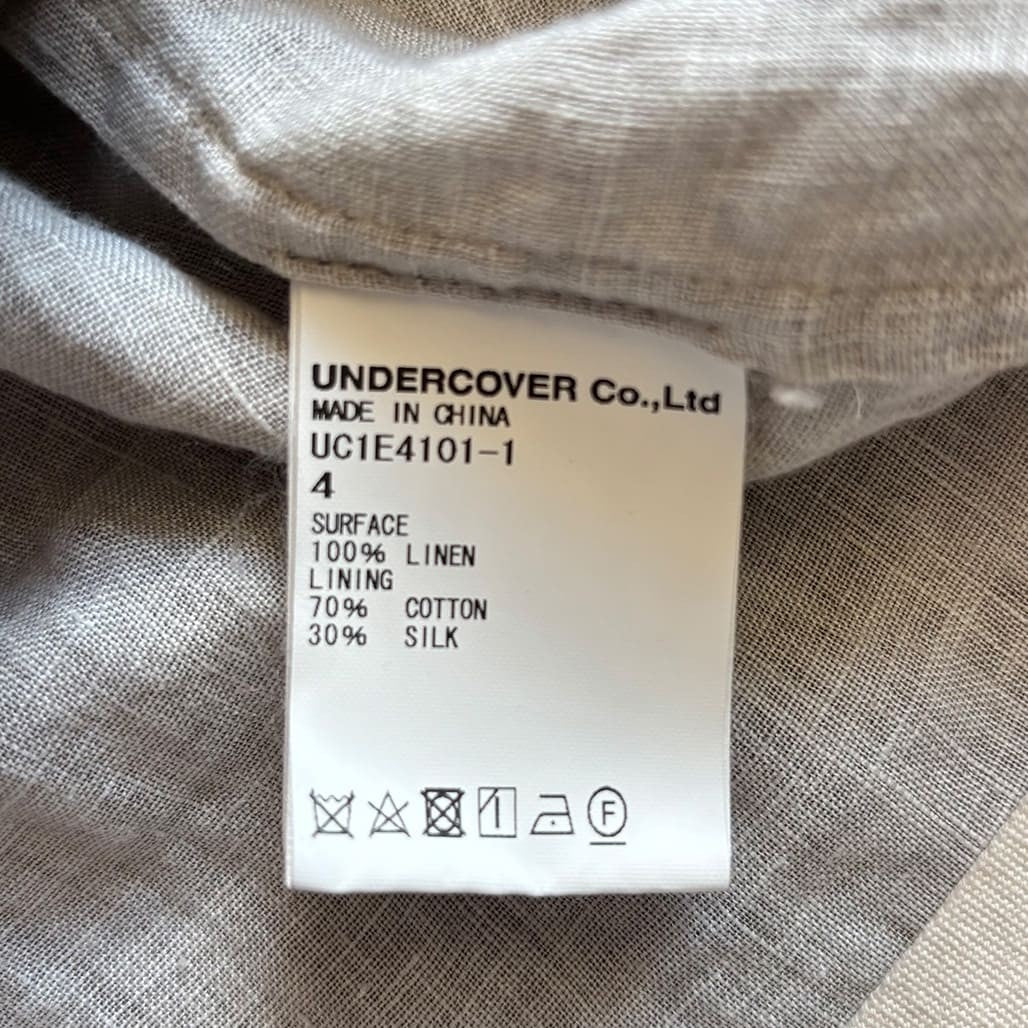 UNDERCOVER Co.,Ltd
MADE IN CHINA
UC1E4101-1
4
SURFACE
100% LINEN
LINING
70% COTTON
30% SILK
F